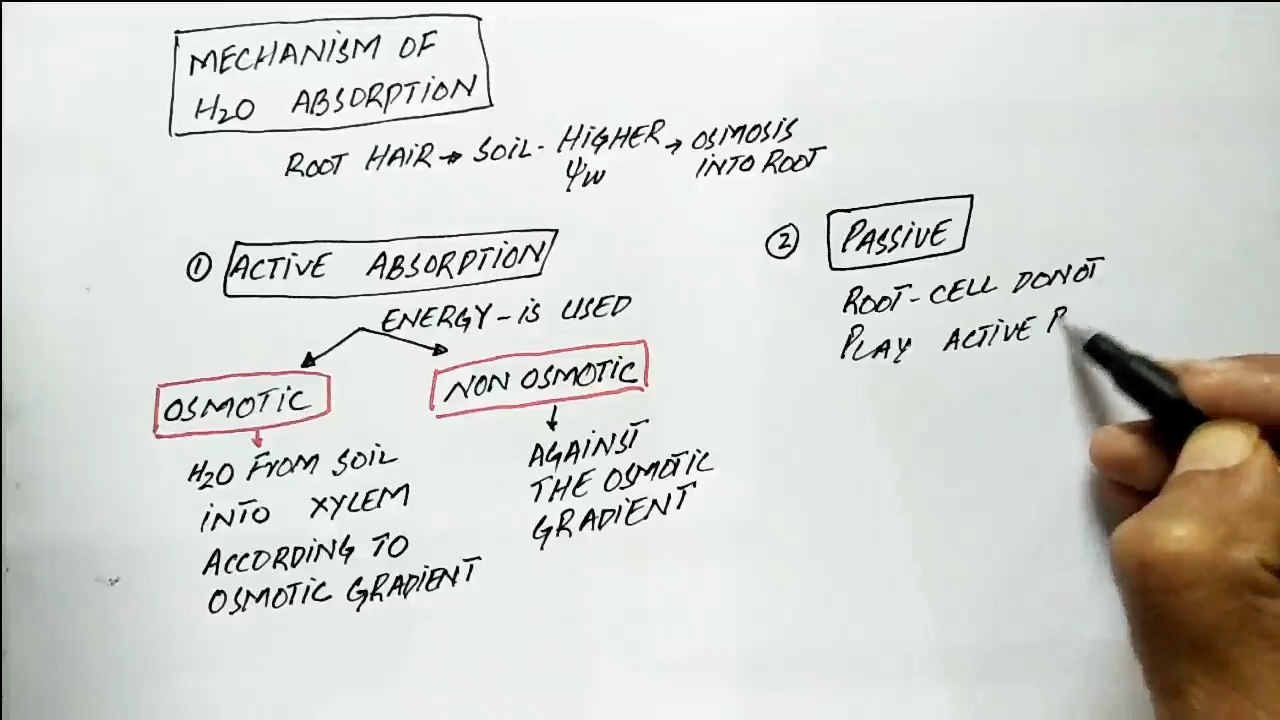 MECHANISM OF
H2O ABSORPTION
ROOT HAIR → SOIL - HIGHER → OSMOSIS
Ψw INTO ROOT
① ACTIVE ABSORPTION
ENERGY - IS USED
OSMOTIC
H2O FROM SOIL
INTO XYLEM
ACCORDING TO
OSMOTIC GRADIENT
NON OSMOTIC
AGAINST
THE OSMOTIC
GRADIENT
② PASSIVE
ROOT - CELL DO NOT
PLAY ACTIVE P